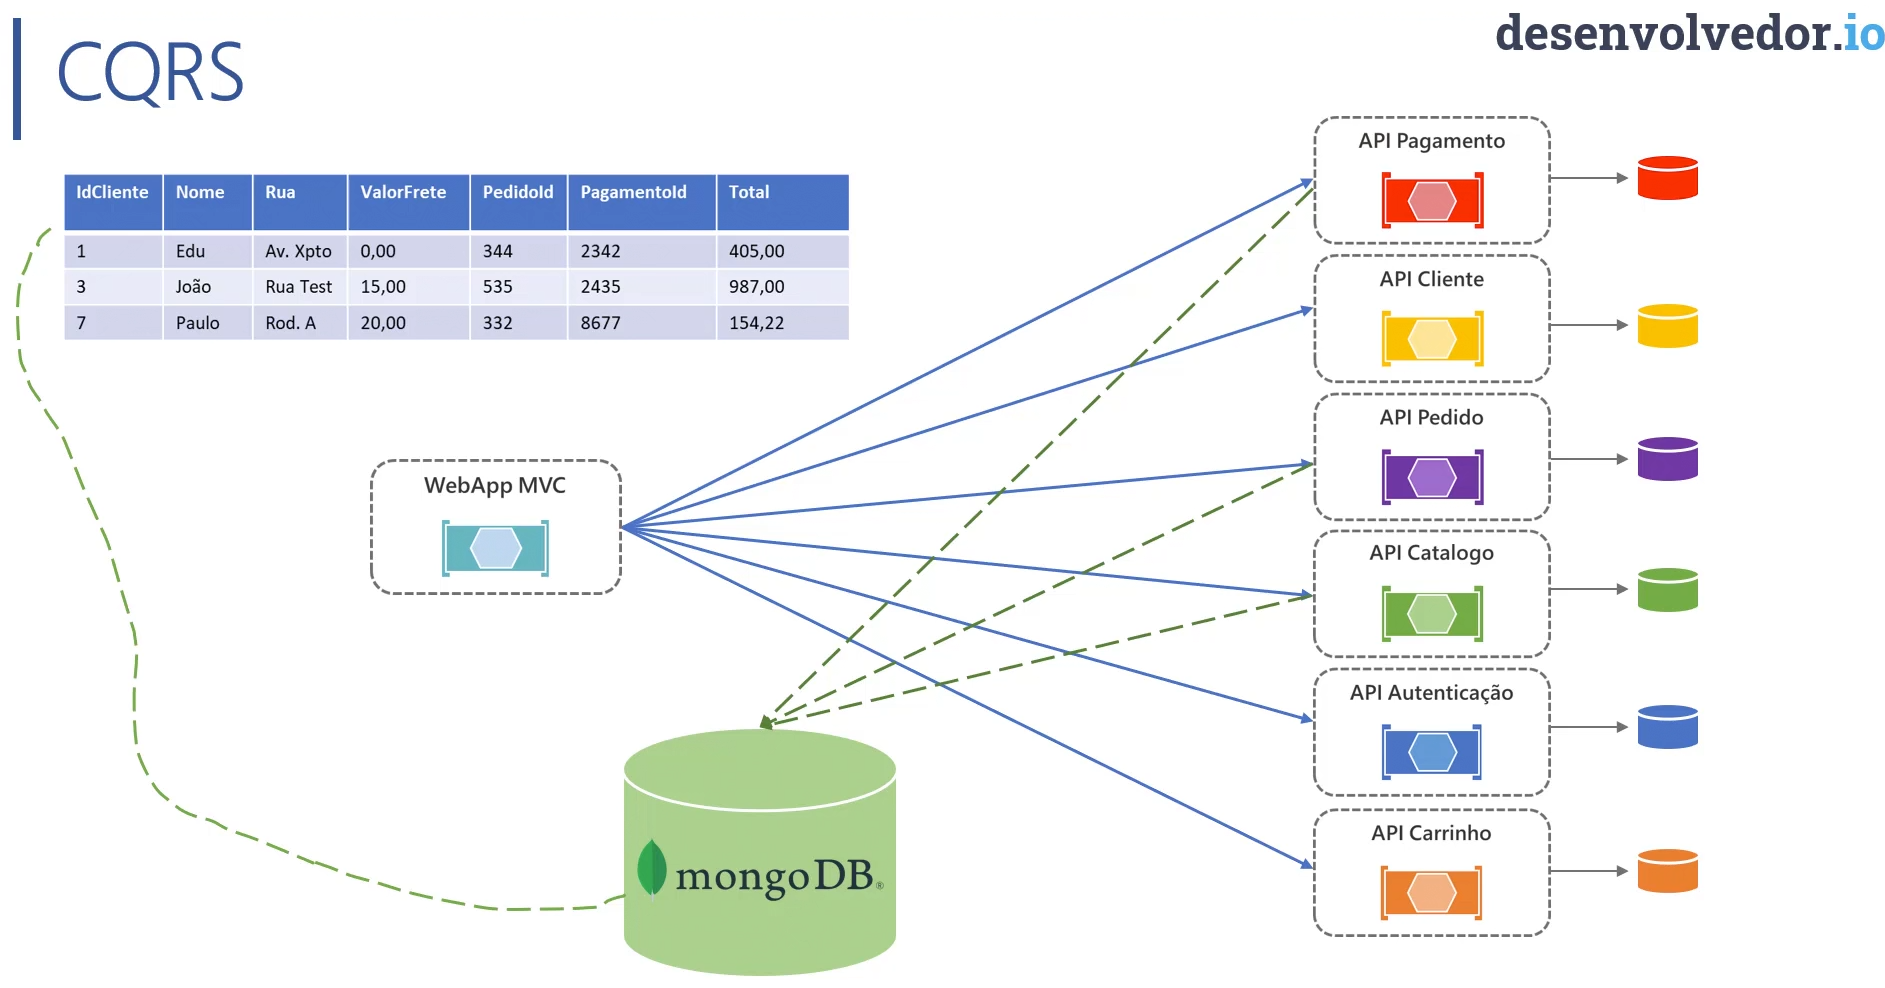 CQRS
desenvolvedor.io
IdCliente Nome Rua ValorFrete PedidoId PagamentoId Total
1 Edu Av. Xpto 0,00 344 2342 405,00
3 João Rua Test 15,00 535 2435 987,00
7 Paulo Rod. A 20,00 332 8677 154,22
WebApp MVC
mongoDB®
API Pagamento
API Cliente
API Pedido
API Catalogo
API Autenticação
API Carrinho